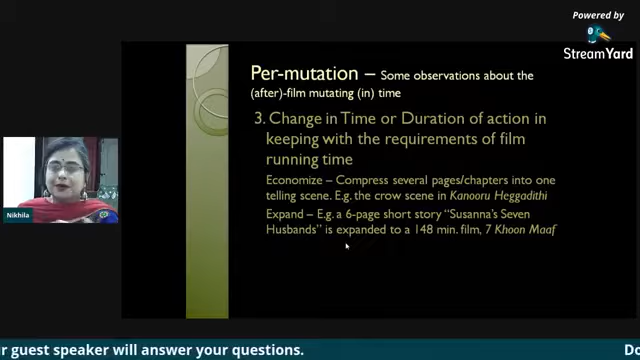 Powered by
StreamYard
Per-mutation – Some observations about the
(after)-film mutating (in) time
3. Change in Time or Duration of action in
keeping with the requirements of film
running time
Economize – Compress several pages/chapters into one
telling scene. E.g. the crow scene in Kanooru Heggadithi
Expand – E.g. a 6-page short story “Susanna’s Seven
Husbands” is expanded to a 148 min. film, 7 Khoon Maaf
Nikhila
r guest speaker will answer your questions.
Do